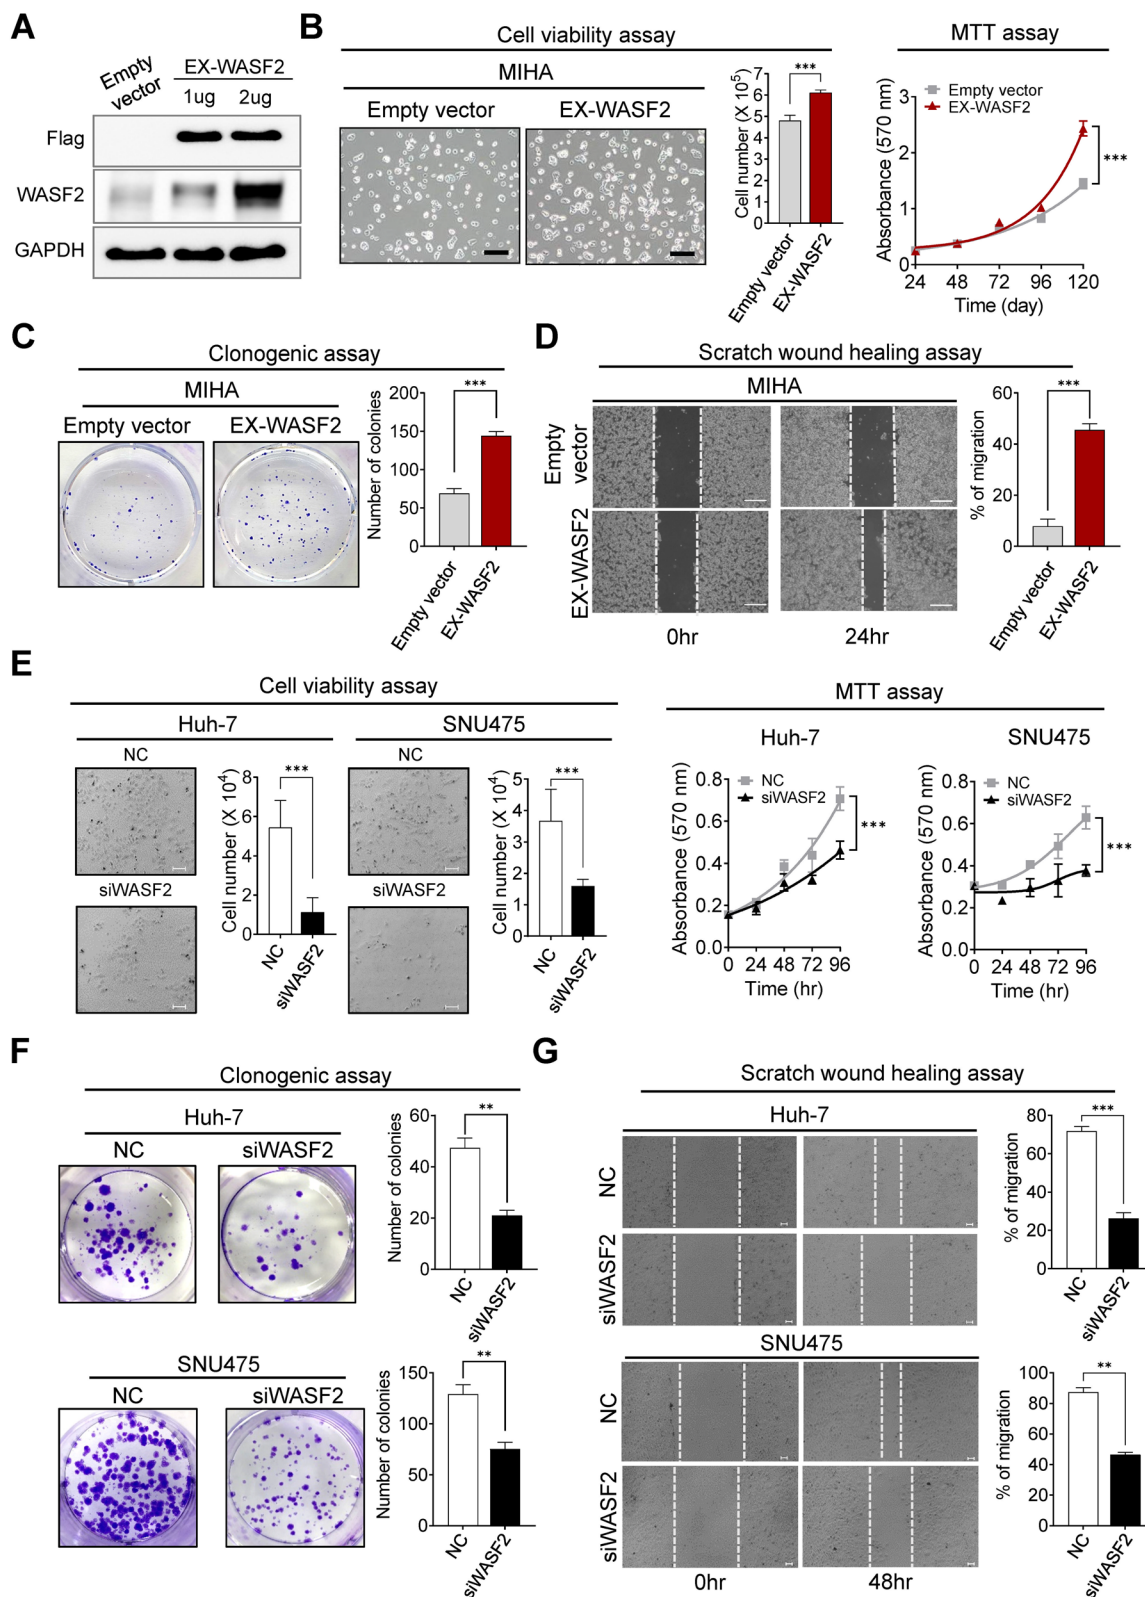 A
Empty
vector
EX-WASF2
1ug
2ug
Flag
WASF2
GAPDH
B
Cell viability assay
MIHA
Empty vector
EX-WASF2
Cell number (X 10⁵)
7
6
5
4
3
2
1
0
***
Empty vector
EX-WASF2
MTT assay
Empty vector
EX-WASF2
Absorbance (570 nm)
3
2
1
0
***
24 48 72 96 120
Time (day)
C
Clonogenic assay
MIHA
Empty vector
EX-WASF2
Number of colonies
200
150
100
50
0
***
Empty vector
EX-WASF2
D
Scratch wound healing assay
MIHA
Empty
vector
EX-WASF2
0hr
24hr
% of migration
60
40
20
0
***
Empty vector
EX-WASF2
E
Cell viability assay
Huh-7
NC
siWASF2
Cell number (X 10⁴)
8
6
4
2
0
***
NC
siWASF2
SNU475
NC
siWASF2
Cell number (X 10⁴)
5
4
3
2
1
0
***
NC
siWASF2
MTT assay
Huh-7
NC
siWASF2
Absorbance (570 nm)
0.8
0.6
0.4
0.2
0.0
***
0 24 48 72 96
Time (hr)
SNU475
NC
siWASF2
Absorbance (570 nm)
0.8
0.6
0.4
0.2
0.0
***
0 24 48 72 96
Time (hr)
F
Clonogenic assay
Huh-7
NC
siWASF2
Number of colonies
60
40
20
0
**
NC
siWASF2
SNU475
NC
siWASF2
Number of colonies
150
100
50
0
**
NC
siWASF2
G
Scratch wound healing assay
Huh-7
NC
siWASF2
% of migration
80
60
40
20
0
***
NC
siWASF2
SNU475
NC
siWASF2
0hr
48hr
% of migration
100
80
60
40
20
0
**
NC
siWASF2